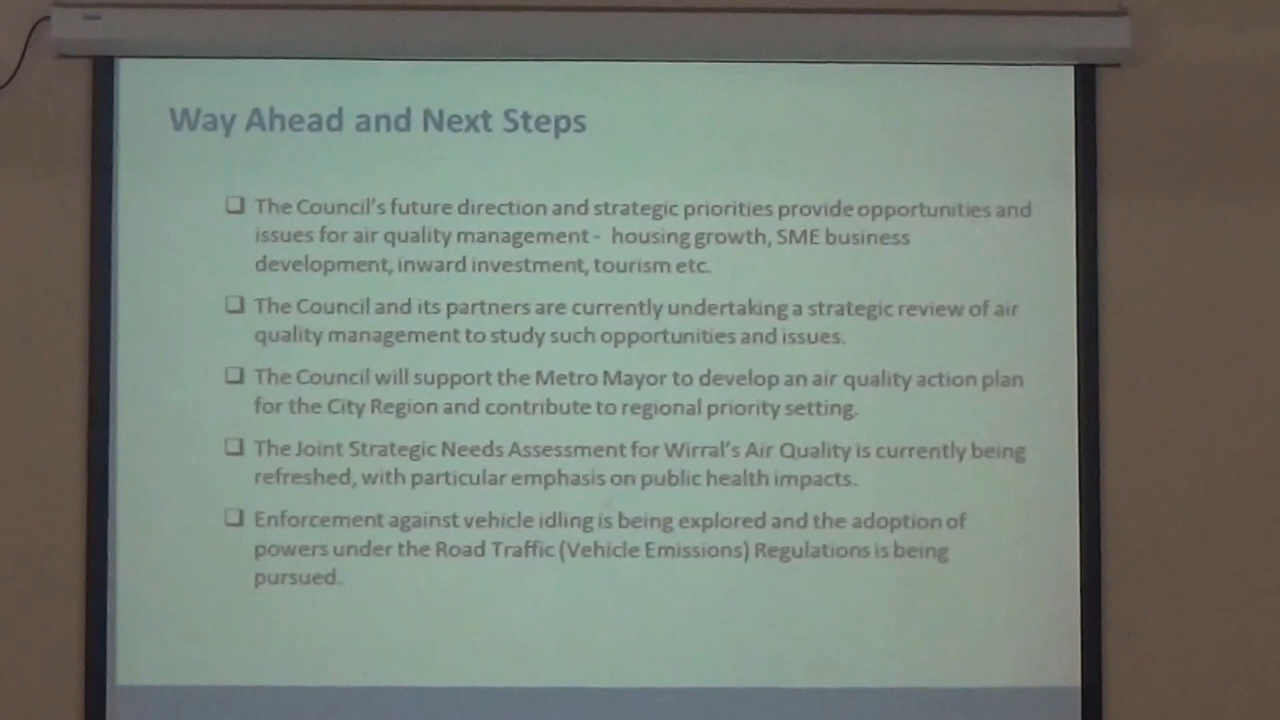 Way Ahead and Next Steps
❑ The Council's future direction and strategic priorities provide opportunities and
issues for air quality management - housing growth, SME business
development, inward investment, tourism etc.
❑ The Council and its partners are currently undertaking a strategic review of air
quality management to study such opportunities and issues.
❑ The Council will support the Metro Mayor to develop an air quality action plan
for the City Region and contribute to regional priority setting.
❑ The Joint Strategic Needs Assessment for Wirral's Air Quality is currently being
refreshed, with particular emphasis on public health impacts.
❑ Enforcement against vehicle idling is being explored and the adoption of
powers under the Road Traffic (Vehicle Emissions) Regulations is being
pursued.